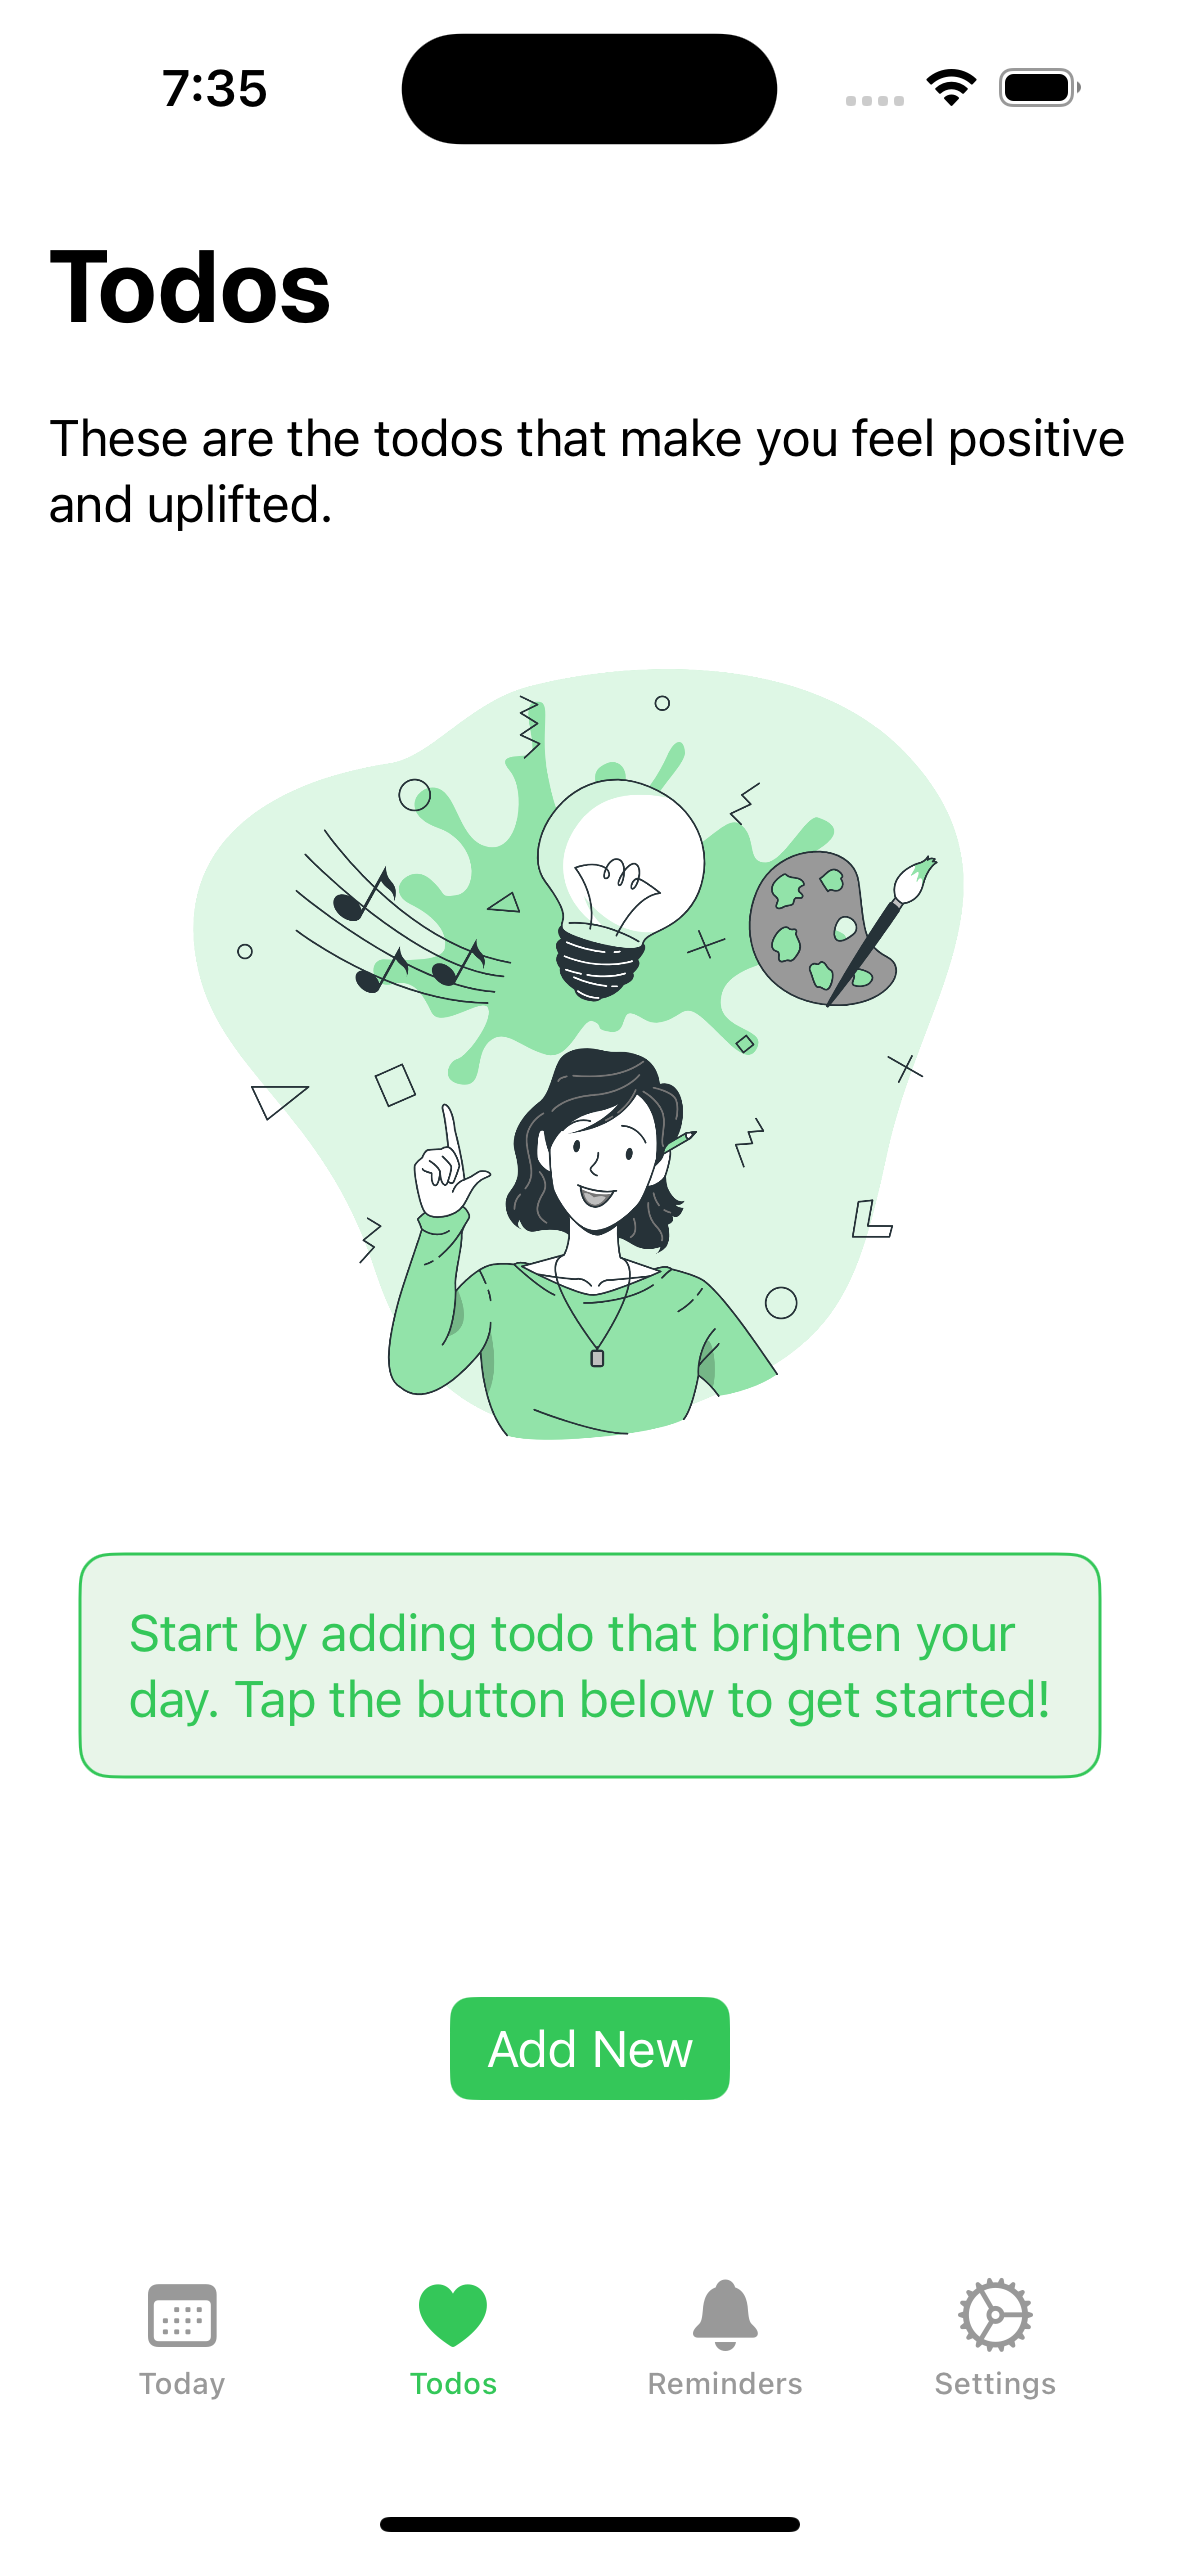 7:35
Todos
These are the todos that make you feel positive
and uplifted.
Start by adding todo that brighten your
day. Tap the button below to get started!
Add New
Today
Todos
Reminders
Settings